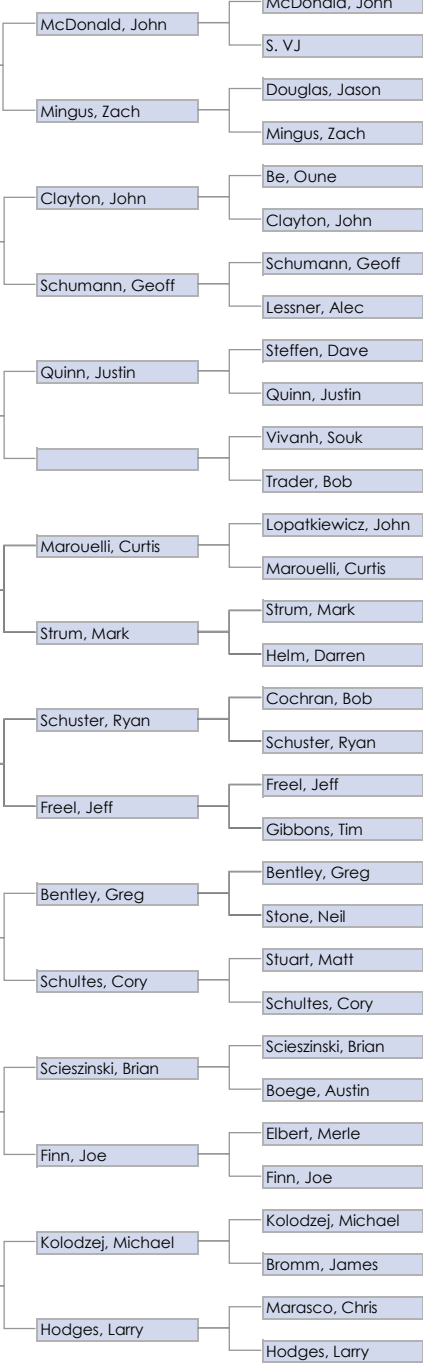 McDonald, John
McDonald, John
S. VJ
Douglas, Jason
Mingus, Zach
Mingus, Zach
Be, Oune
Clayton, John
Clayton, John
Schumann, Geoff
Schumann, Geoff
Lessner, Alec
Steffen, Dave
Quinn, Justin
Quinn, Justin
Vivanh, Souk
Trader, Bob
Lopatkiewicz, John
Marouelli, Curtis
Marouelli, Curtis
Strum, Mark
Strum, Mark
Helm, Darren
Cochran, Bob
Schuster, Ryan
Schuster, Ryan
Freel, Jeff
Freel, Jeff
Gibbons, Tim
Bentley, Greg
Bentley, Greg
Stone, Neil
Stuart, Matt
Schultes, Cory
Schultes, Cory
Scieszinski, Brian
Scieszinski, Brian
Boege, Austin
Elbert, Merle
Finn, Joe
Finn, Joe
Kolodzej, Michael
Kolodzej, Michael
Bromm, James
Marasco, Chris
Hodges, Larry
Hodges, Larry